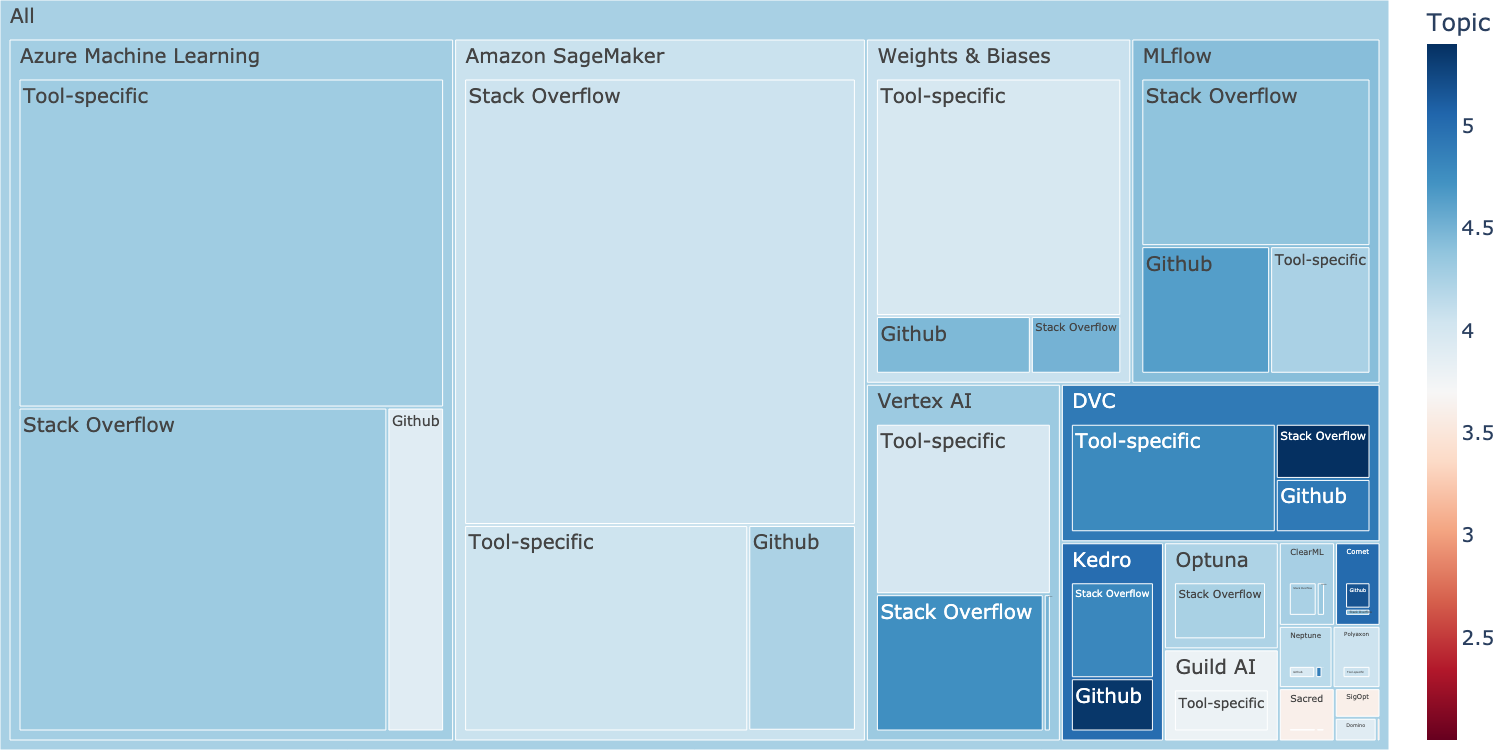 All
Azure Machine Learning
Tool-specific
Stack Overflow
Github
Amazon SageMaker
Stack Overflow
Tool-specific
Github
Weights & Biases
Tool-specific
Github
Stack Overflow
MLflow
Stack Overflow
Github
Tool-specific
Vertex AI
Tool-specific
Stack Overflow
DVC
Tool-specific
Stack Overflow
Github
Kedro
Stack Overflow
Github
Optuna
Stack Overflow
Guild AI
Tool-specific
ClearML
Comet
Github
Neptune
Polyaxon
Sacred
SigOpt
Domino
Topic
5
4.5
4
3.5
3
2.5